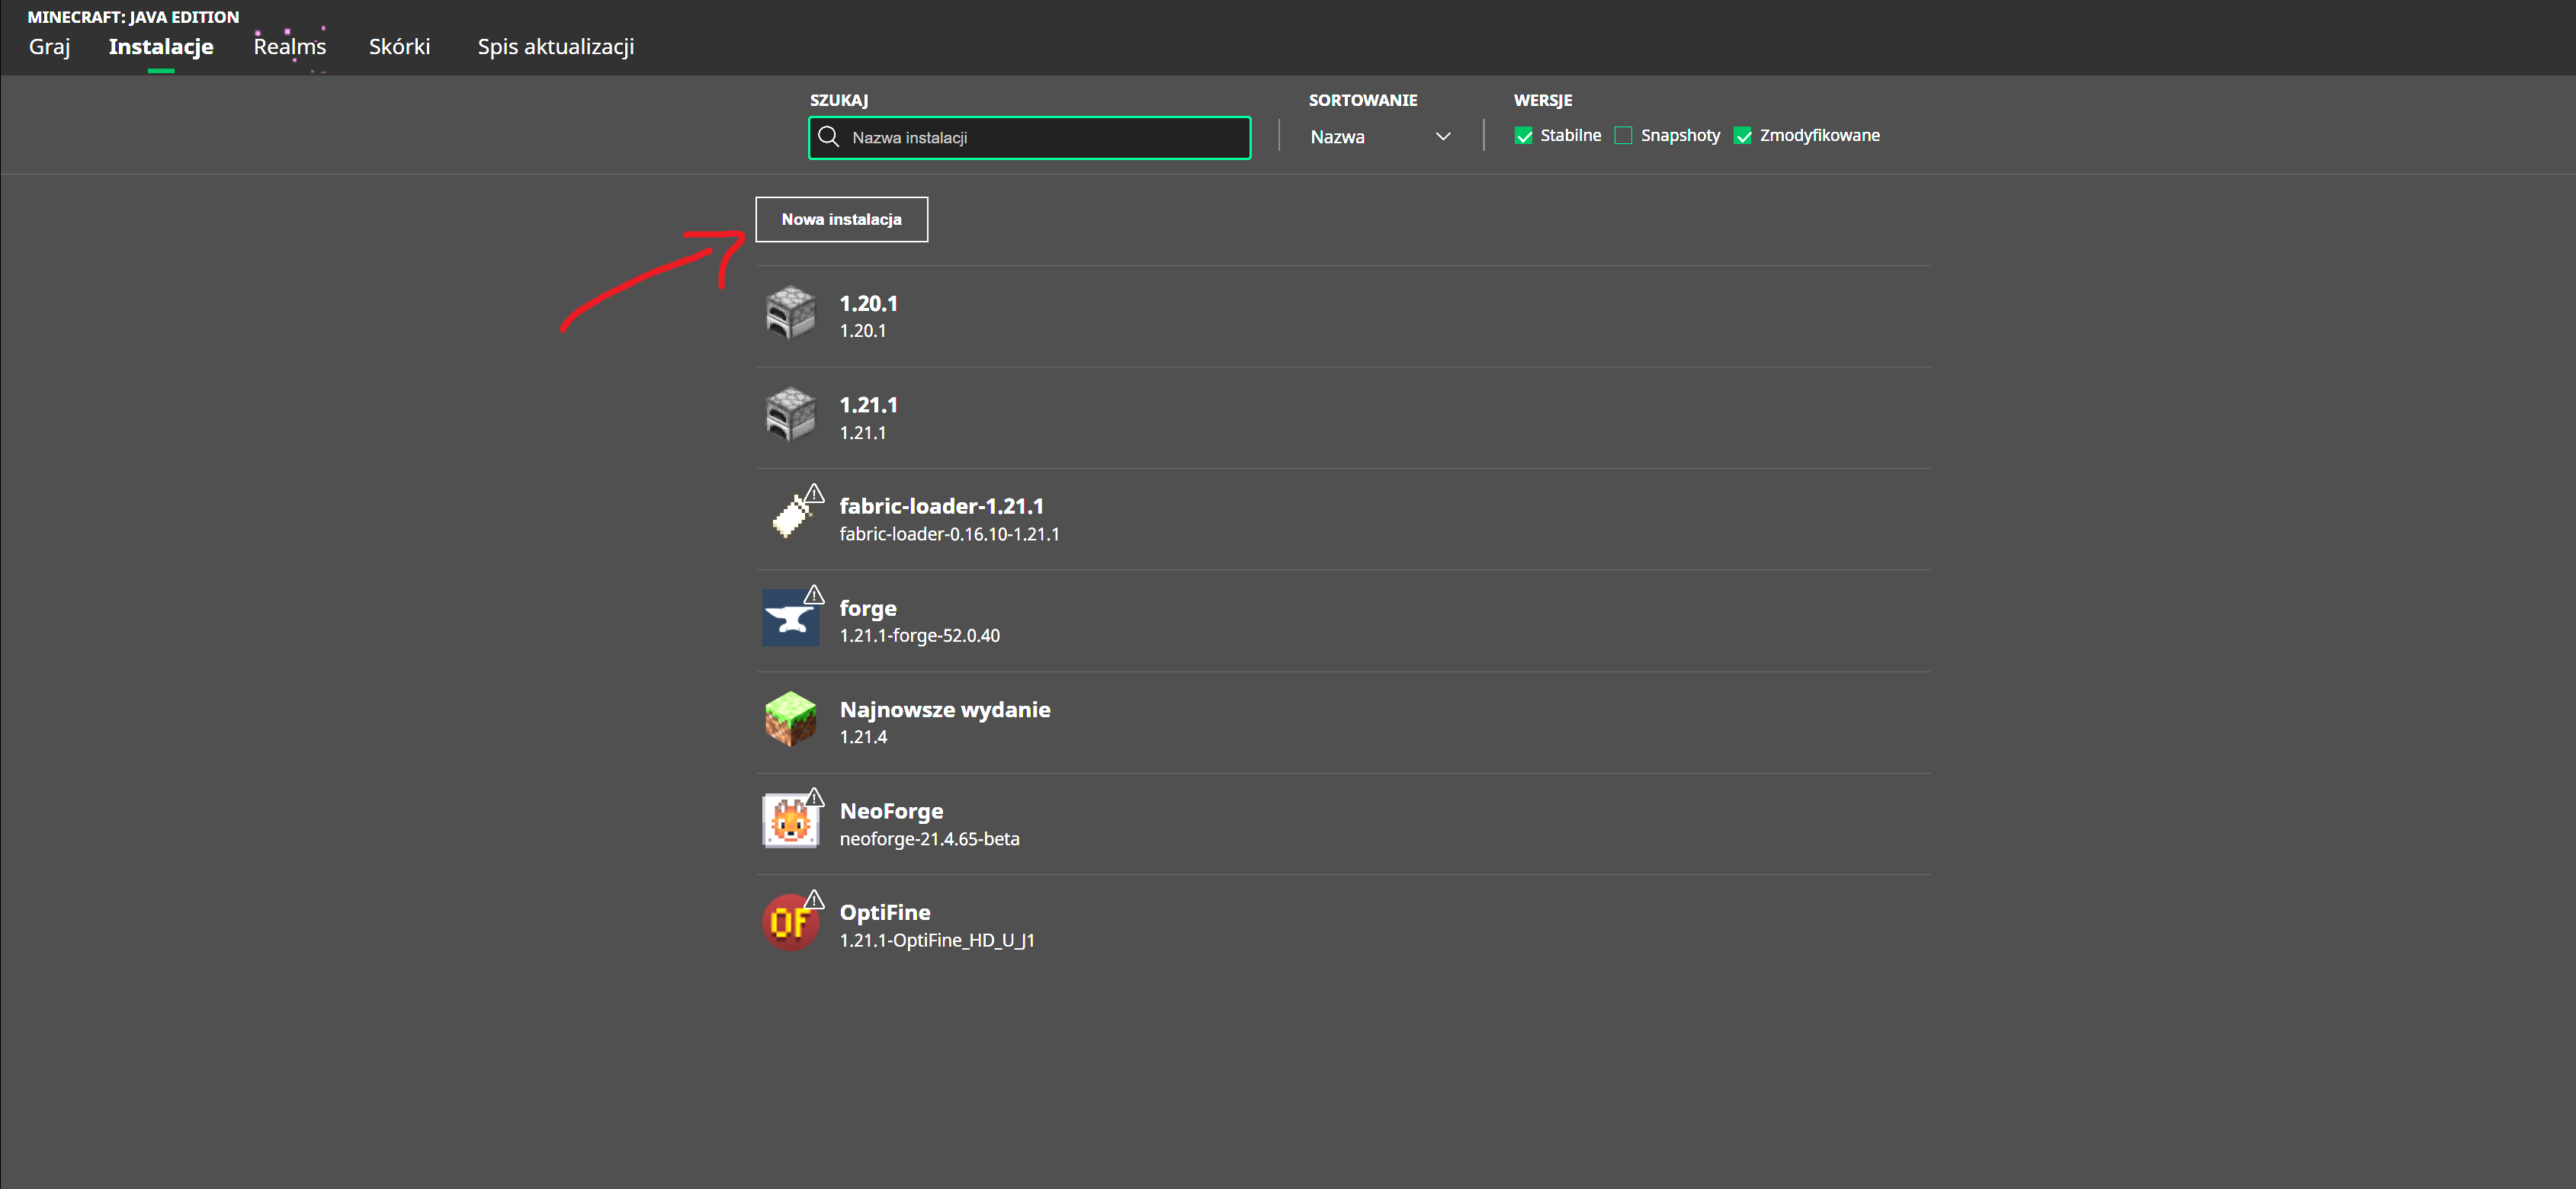 MINECRAFT: JAVA EDITION
Graj Instalacje Realms Skórki Spis aktualizacji
SZUKAJ SORTOWANIE WERSJE
Nazwa instalacji Nazwa Stabilne Snapshoty Zmodyfikowane
Nowa instalacja
1.20.1
1.20.1
1.21.1
1.21.1
fabric-loader-1.21.1
fabric-loader-0.16.10-1.21.1
forge
1.21.1-forge-52.0.40
Najnowsze wydanie
1.21.4
NeoForge
neoforge-21.4.65-beta
OF
OptiFine
1.21.1-OptiFine_HD_U_J1